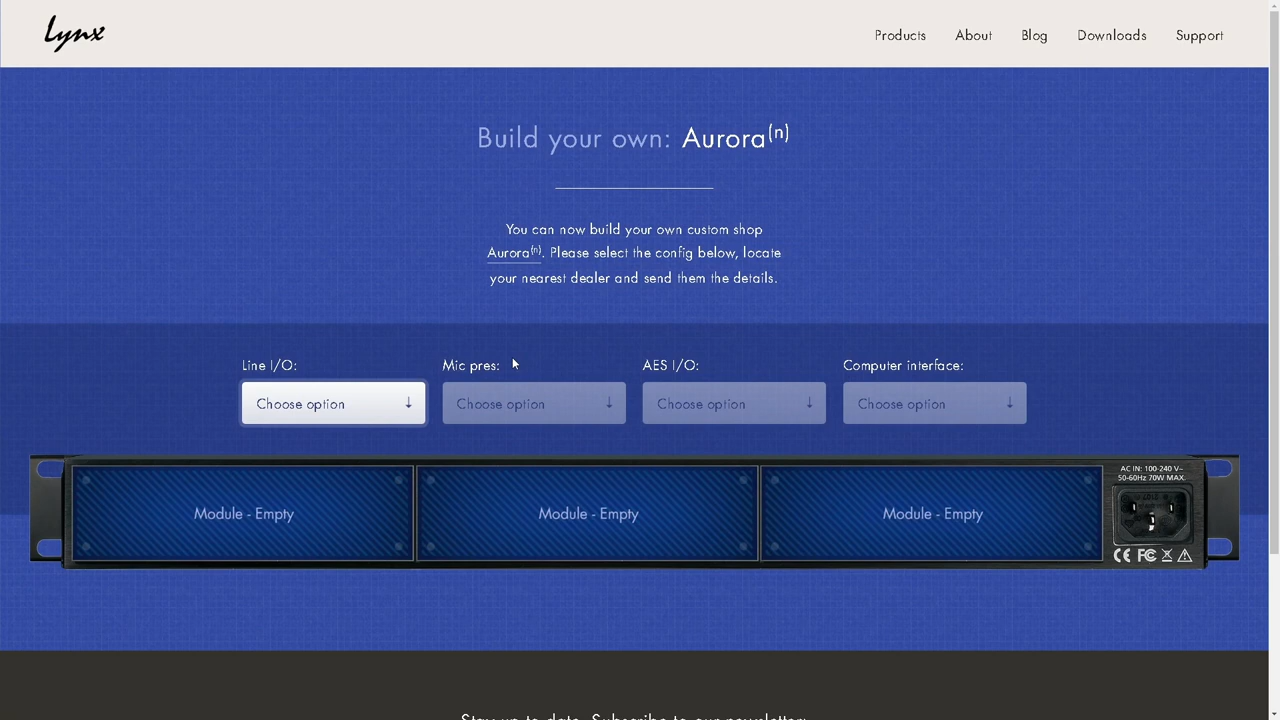 Lynx
Products About Blog Downloads Support
Build your own: Aurora(n)
You can now build your own custom shop
Aurora(n). Please select the config below, locate
your nearest dealer and send them the details.
Line I/O: Mic pres: AES I/O: Computer interface:
Choose option ↓ Choose option ↓ Choose option ↓ Choose option ↓
AC IN: 100-240 V~
50-60Hz 70W MAX.
Module - Empty Module - Empty Module - Empty
CE FC
Stay up to date. Subscribe to our newsletter: